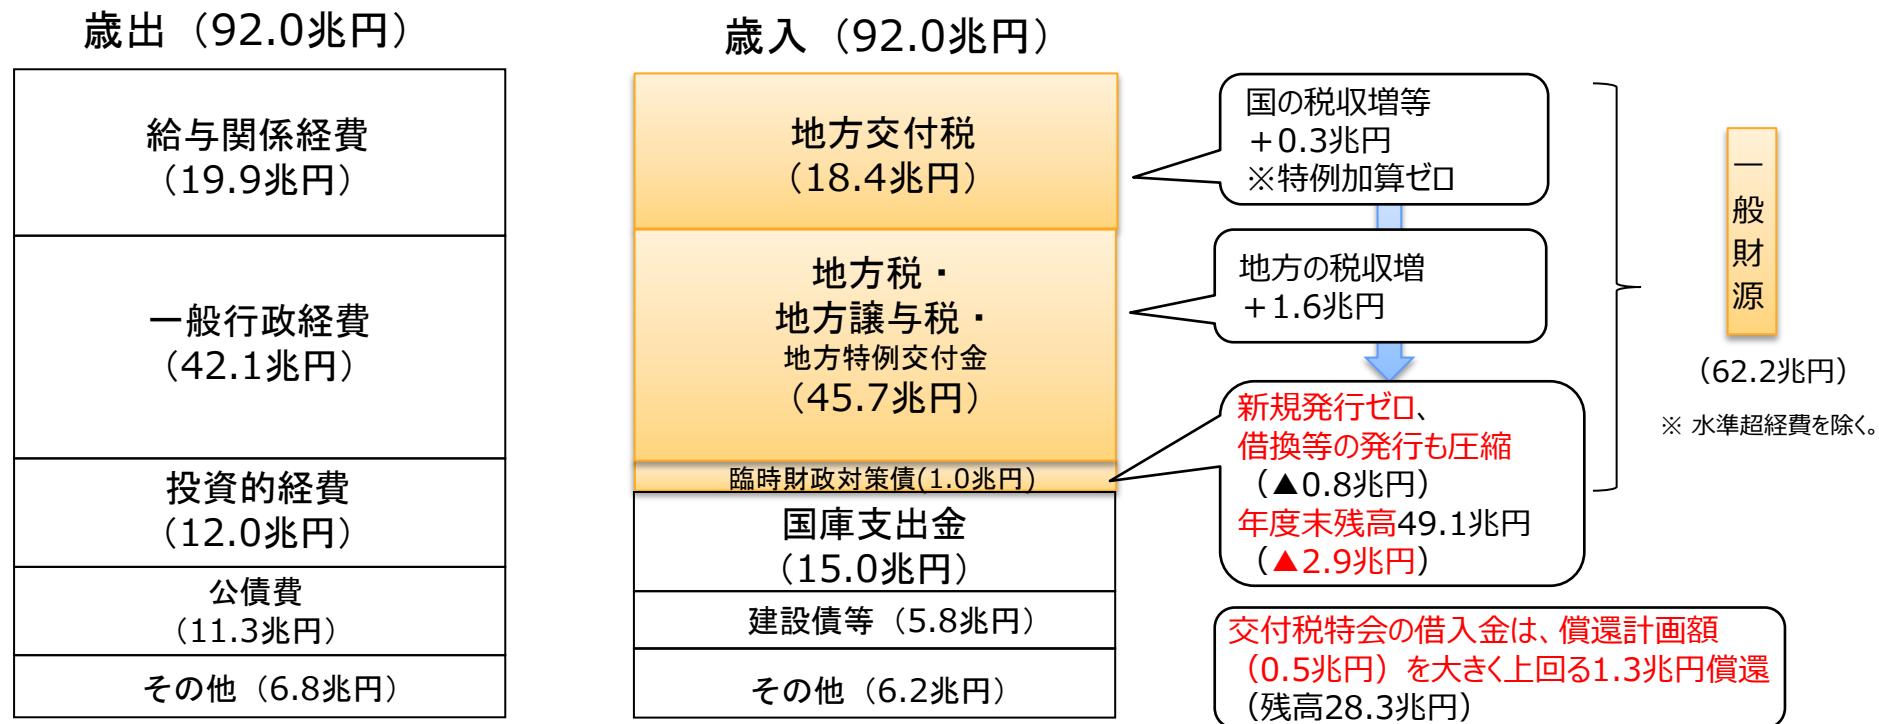 歳出（92.0兆円）
給与関係経費
（19.9兆円）
一般行政経費
（42.1兆円）
投資的経費
（12.0兆円）
公債費
（11.3兆円）
その他（6.8兆円）
歳入（92.0兆円）
地方交付税
（18.4兆円）
地方税・
地方譲与税・
地方特例交付金
（45.7兆円）
臨時財政対策債(1.0兆円)
国庫支出金
（15.0兆円）
建設債等（5.8兆円）
その他（6.2兆円）
国の税収増等
＋0.3兆円
※特例加算ゼロ
地方の税収増
＋1.6兆円
新規発行ゼロ、
借換等の発行も圧縮
（▲0.8兆円）
年度末残高49.1兆円
（▲2.9兆円）
交付税特会の借入金は、償還計画額
（0.5兆円）を大きく上回る1.3兆円償還
（残高28.3兆円）
一般財源
（62.2兆円）
※ 水準超経費を除く。